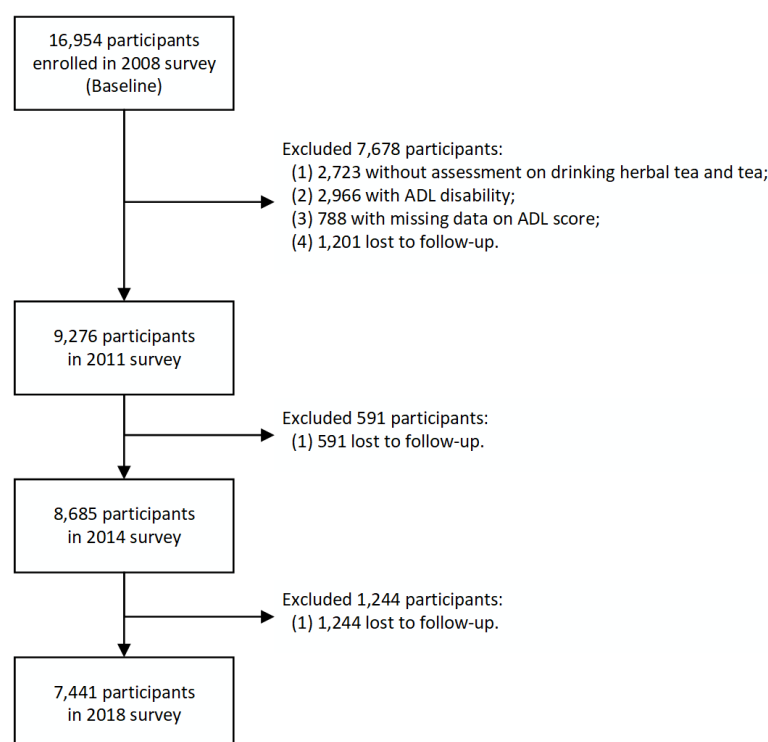 16,954 participants
enrolled in 2008 survey
(Baseline)
Excluded 7,678 participants:
(1) 2,723 without assessment on drinking herbal tea and tea;
(2) 2,966 with ADL disability;
(3) 788 with missing data on ADL score;
(4) 1,201 lost to follow-up.
9,276 participants
in 2011 survey
Excluded 591 participants:
(1) 591 lost to follow-up.
8,685 participants
in 2014 survey
Excluded 1,244 participants:
(1) 1,244 lost to follow-up.
7,441 participants
in 2018 survey